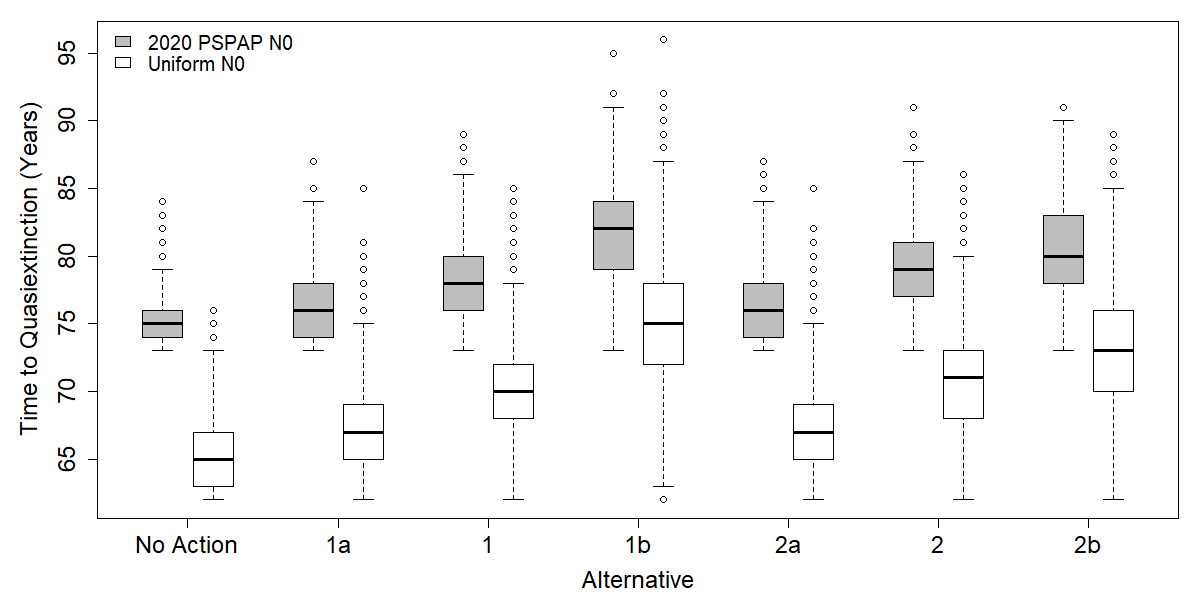 2020 PSPAP N0
Uniform N0
Time to Quasiextinction (Years)
95
90
85
80
75
70
65
No Action 1a 1 1b 2a 2 2b
Alternative